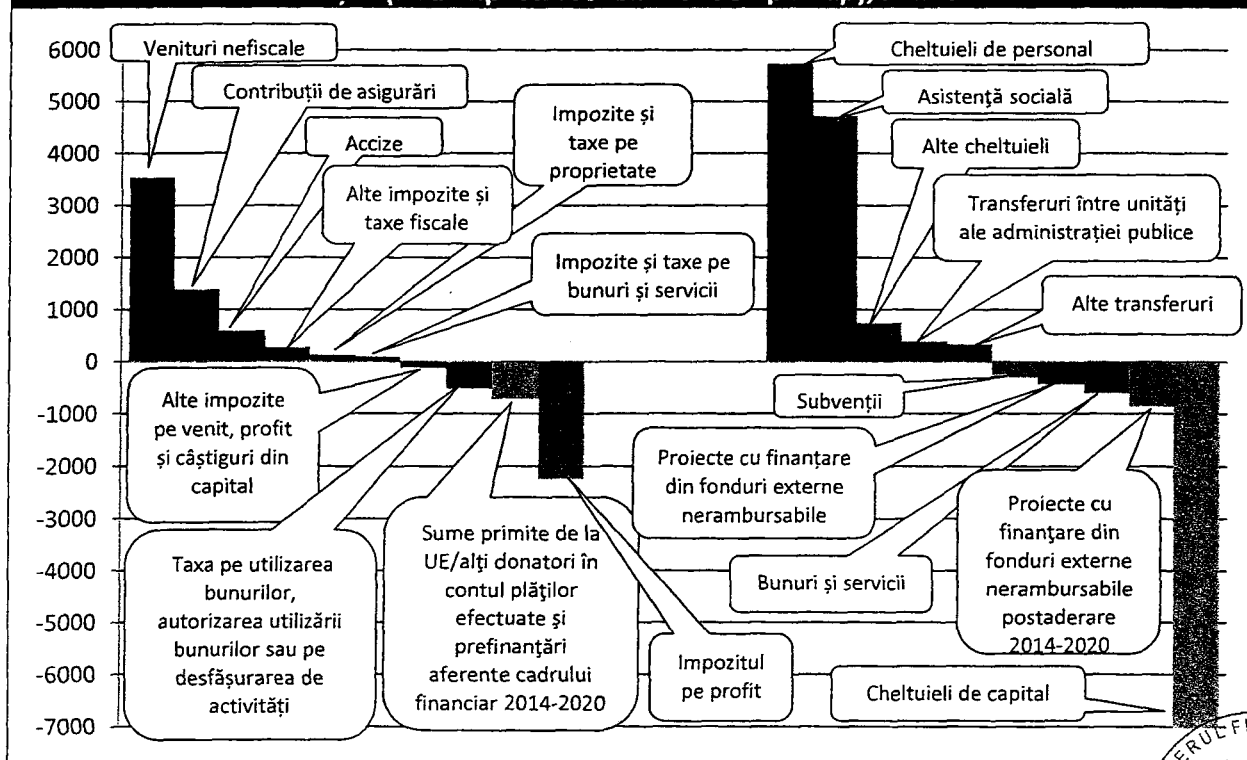 6000
5000
4000
3000
2000
1000
0
-1000
-2000
-3000
-4000
-5000
-6000
-7000
Venituri nefiscale
Contribuții de asigurări
Accize
Alte impozite și
taxe fiscale
Impozite și
taxe pe
proprietate
Impozite și taxe pe
bunuri și servicii
Alte impozite
pe venit, profit
și câștiguri din
capital
Taxa pe utilizarea
bunurilor,
autorizarea utilizării
bunurilor sau pe
desfășurarea de
activități
Sume primite de la
UE/alți donatori în
contul plăților
efectuate și
prefinanțări
aferente cadrului
financiar 2014-2020
Impozitul
pe profit
Cheltuieli de personal
Asistență socială
Alte cheltuieli
Transferuri între unități
ale administrației publice
Alte transferuri
Subvenții
Proiecte cu finanțare
din fonduri externe
nerambursabile
Bunuri și servicii
Proiecte cu
finanțare din
fonduri externe
nerambursabile
postaderare
2014-2020
Cheltuieli de capital